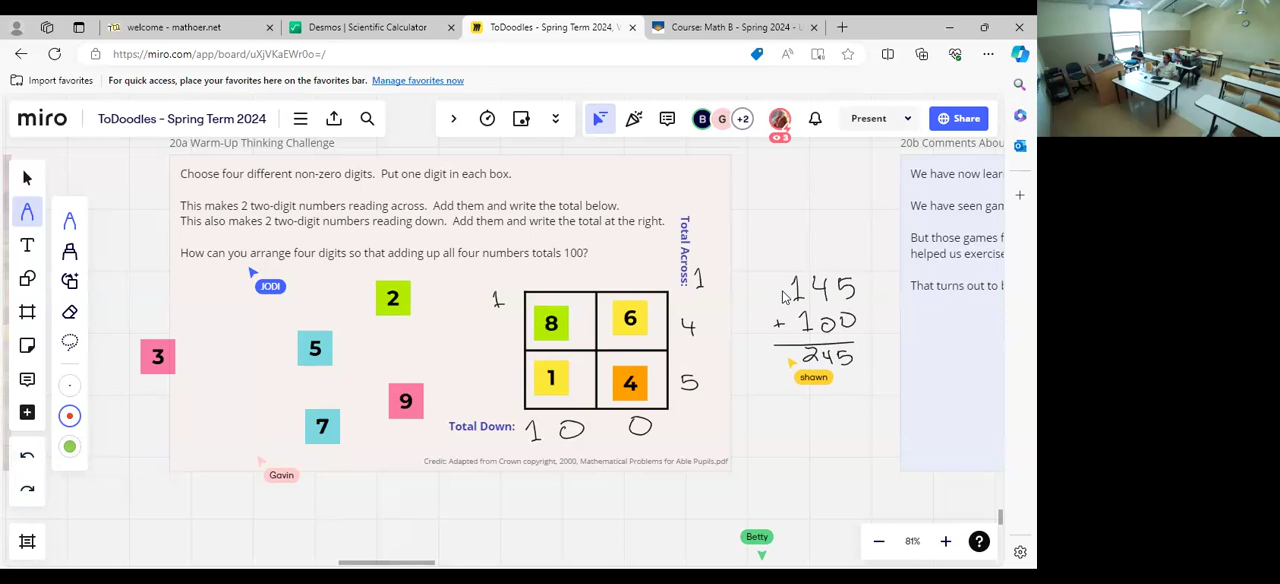 welcome - mathoer.net
Desmos | Scientific Calculator
ToDoodles - Spring Term 2024, V
Course: Math B - Spring 2024 -
https://miro.com/app/board/uXjVKaEWr0o=/
Import favorites
For quick access, place your favorites here on the favorites bar. Manage favorites now
miro
ToDoodles - Spring Term 2024
B G +2
3
Present
Share
20a Warm-Up Thinking Challenge
20b Comments Abou
Choose four different non-zero digits. Put one digit in each box.
This makes 2 two-digit numbers reading across. Add them and write the total below.
This also makes 2 two-digit numbers reading down. Add them and write the total at the right.
How can you arrange four digits so that adding up all four numbers totals 100?
Total Across:
JODI
2
5
3
9
7
1
1
8 6 4
1 4 5
Total Down: 1 0 0
145
+ 100
245
shawn
Gavin
Credit: Adapted from Crown copyright, 2000, Mathematical Problems for Able Pupils.pdf
We have now lear
We have seen gam
But those games f
helped us exercise
That turns out to b
Betty
81%